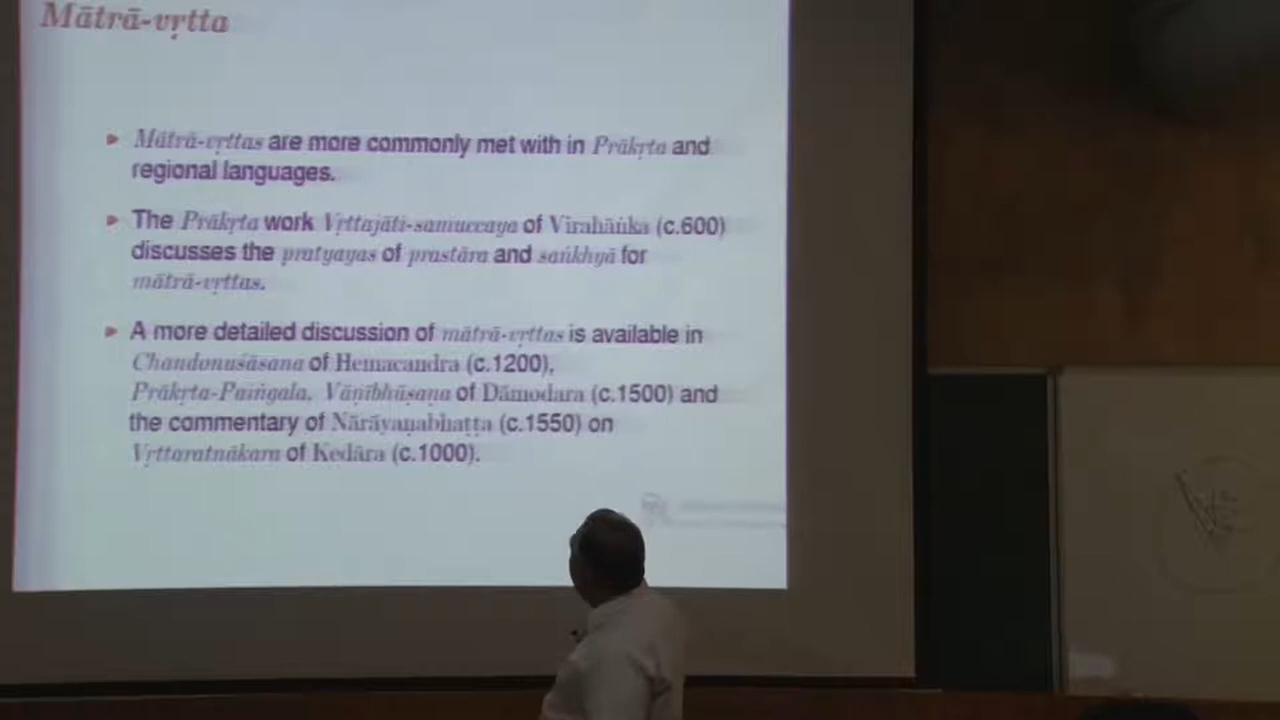 Mātrā-vṛtta
Mātrā-vṛttas are more commonly met with in Prākṛta and
regional languages.
The Prākṛta work Vṛttajāti-samuccaya of Virahāṅka (c.600)
discusses the pratyayas of prastāra and saṅkhyā for
mātrā-vṛttas.
A more detailed discussion of mātrā-vṛttas is available in
Chandonuśāsana of Hemacandra (c.1200),
Prākṛta-Paiṅgala, Vāṇībhūṣaṇa of Dāmodara (c.1500) and
the commentary of Nārāyaṇabhaṭṭa (c.1550) on
Vṛttaratnākara of Kedāra (c.1000).